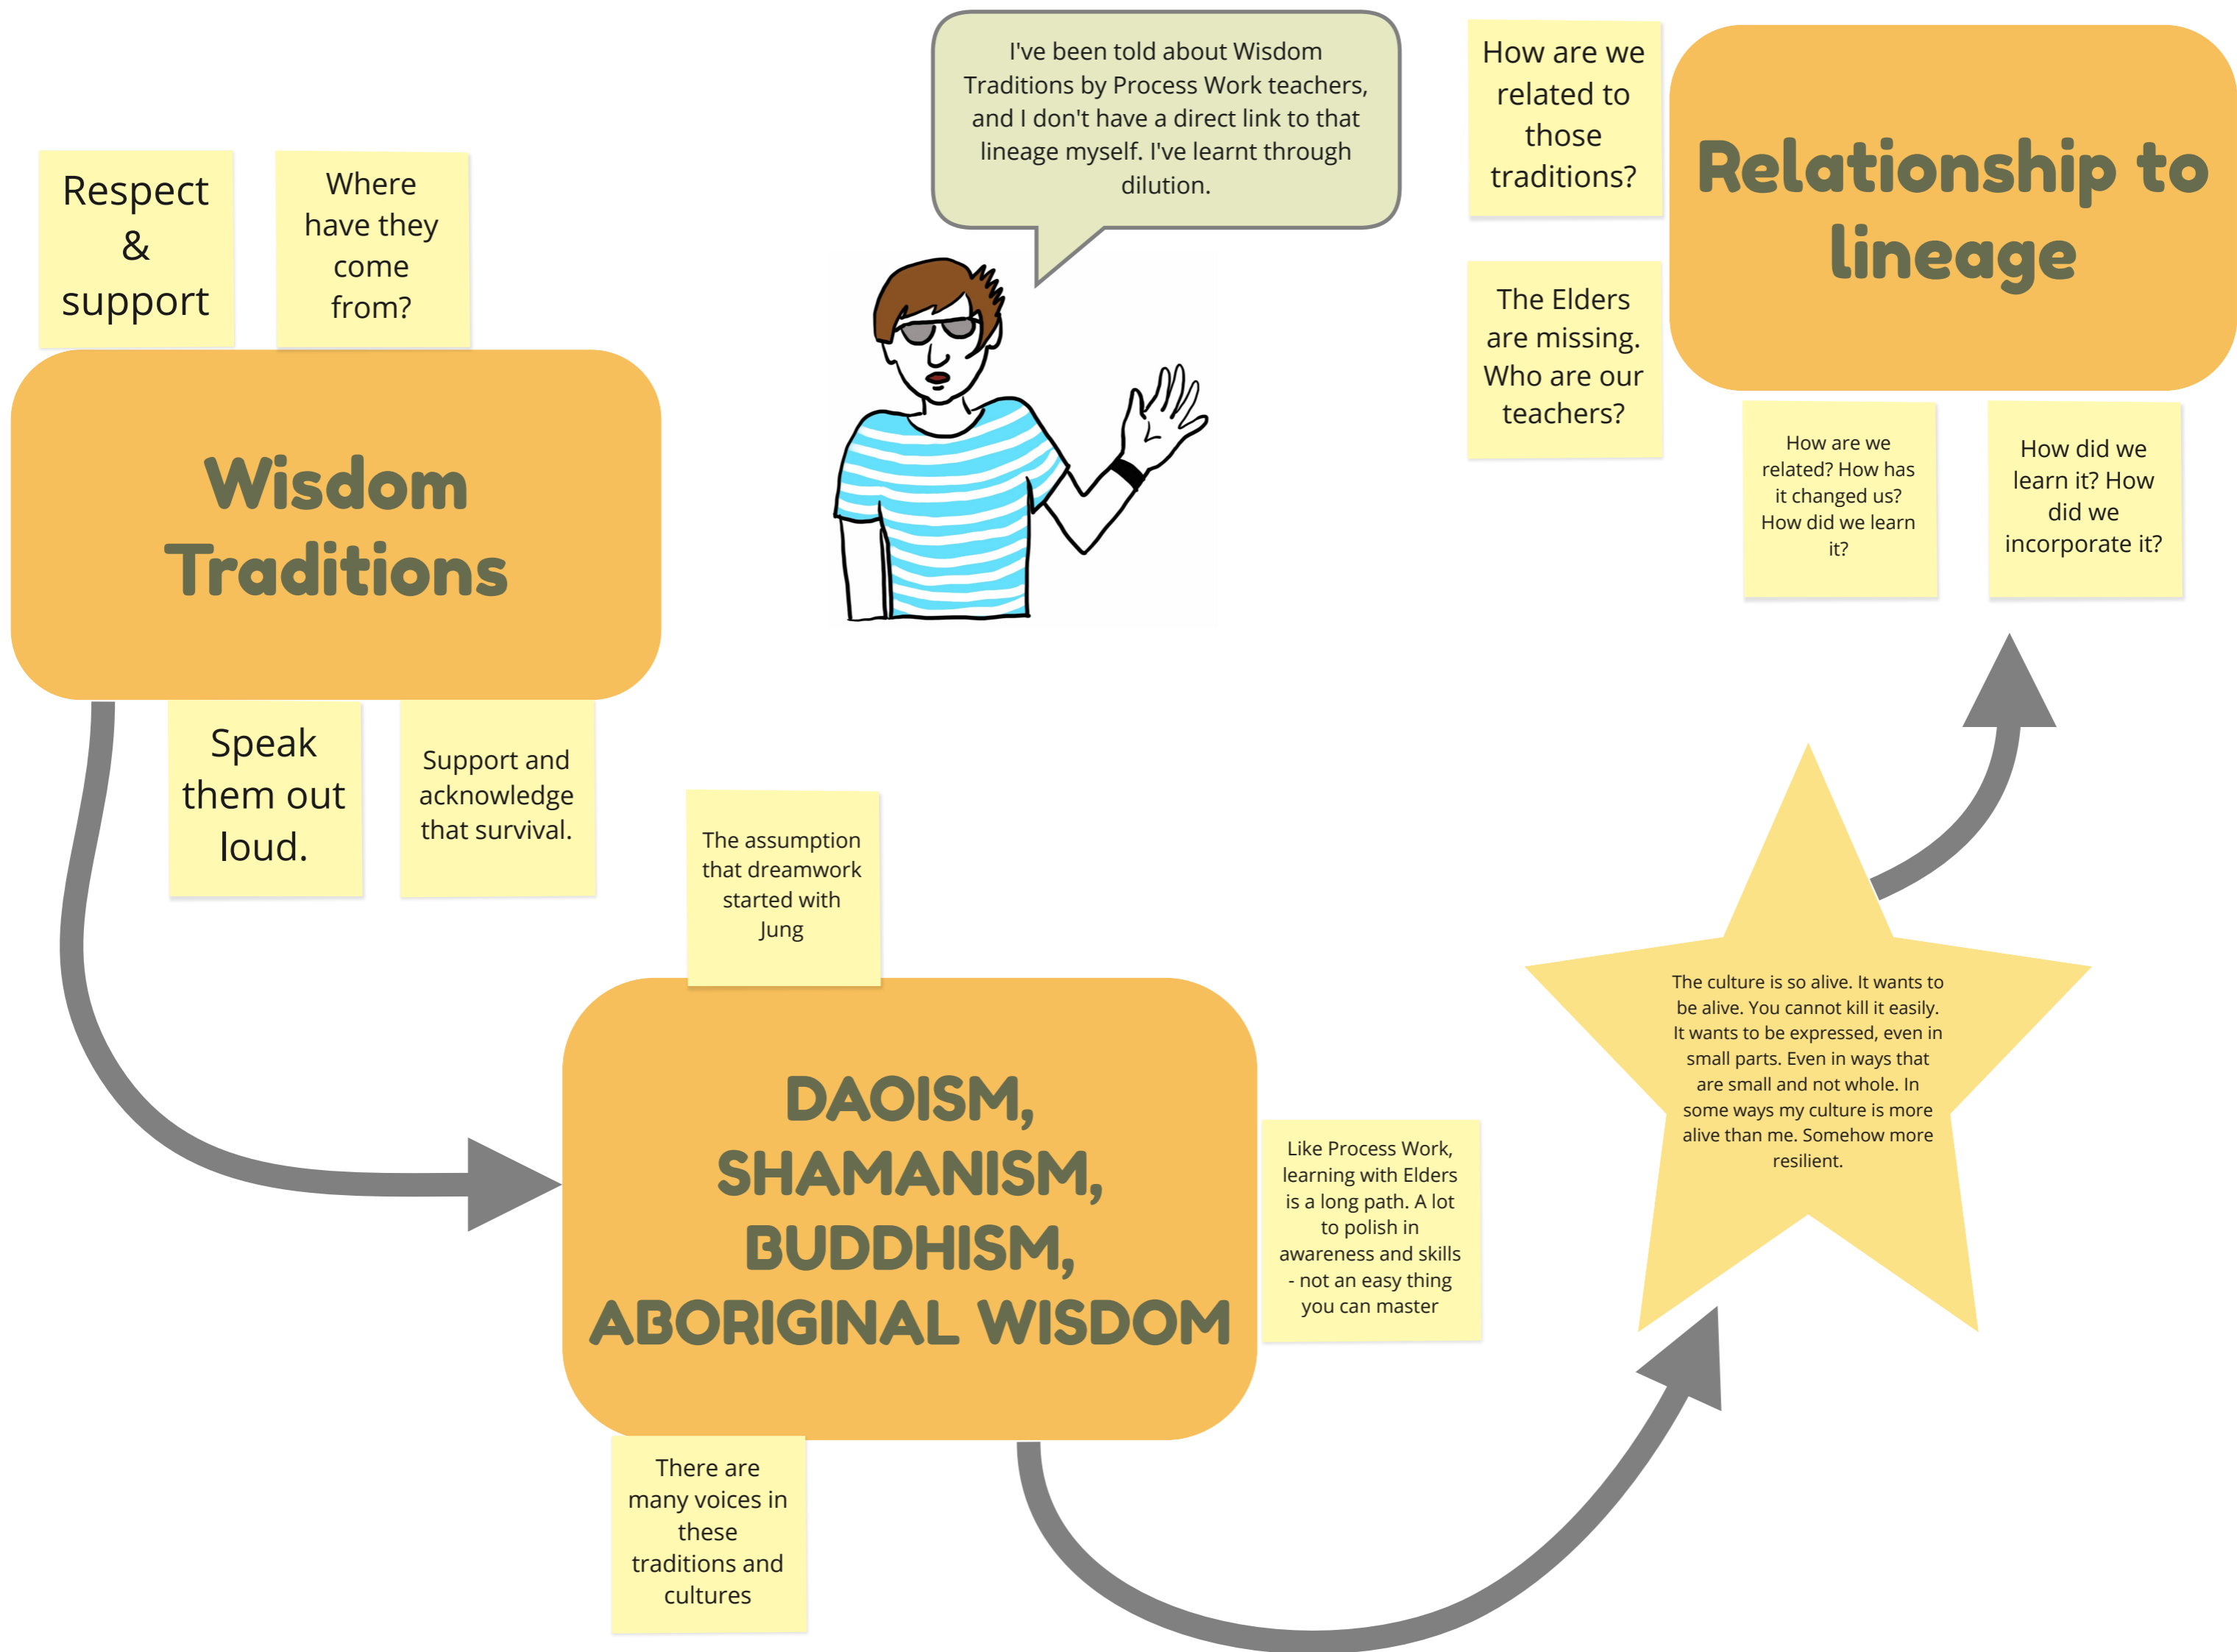 I've been told about Wisdom
Traditions by Process Work teachers,
and I don't have a direct link to that
lineage myself. I've learnt through
dilution.
Respect
&
support
Where
have they
come
from?
Wisdom
Traditions
Speak
them out
loud.
Support and
acknowledge
that survival.
The assumption
that dreamwork
started with
Jung
DAOISM,
SHAMANISM,
BUDDHISM,
ABORIGINAL WISDOM
There are
many voices in
these
traditions and
cultures
Like Process Work,
learning with Elders
is a long path. A lot
to polish in
awareness and skills
- not an easy thing
you can master
The culture is so alive. It wants to
be alive. You cannot kill it easily.
It wants to be expressed, even in
small parts. Even in ways that
are small and not whole. In
some ways my culture is more
alive than me. Somehow more
resilient.
How are we
related to
those
traditions?
Relationship to
lineage
The Elders
are missing.
Who are our
teachers?
How are we
related? How has
it changed us?
How did we learn
it?
How did we
learn it? How
did we
incorporate it?